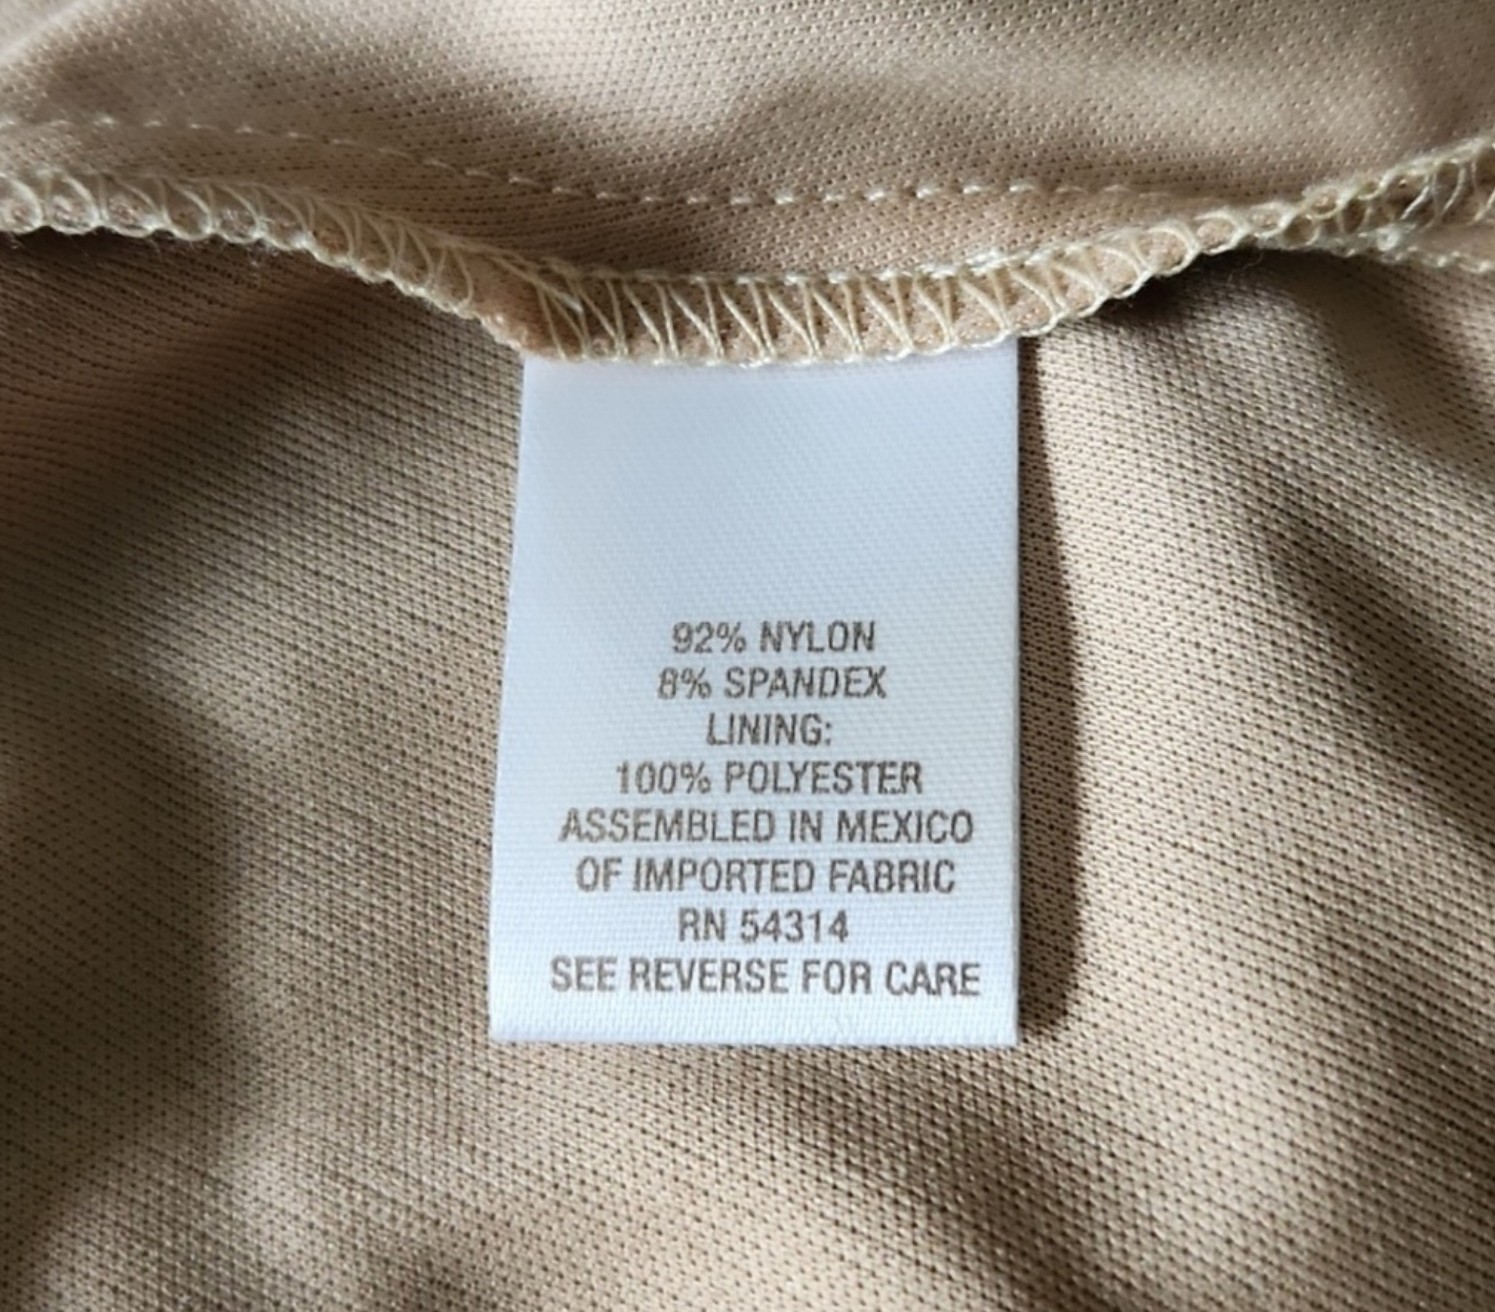 92% NYLON
8% SPANDEX
LINING:
100% POLYESTER
ASSEMBLED IN MEXICO
OF IMPORTED FABRIC
RN 54314
SEE REVERSE FOR CARE